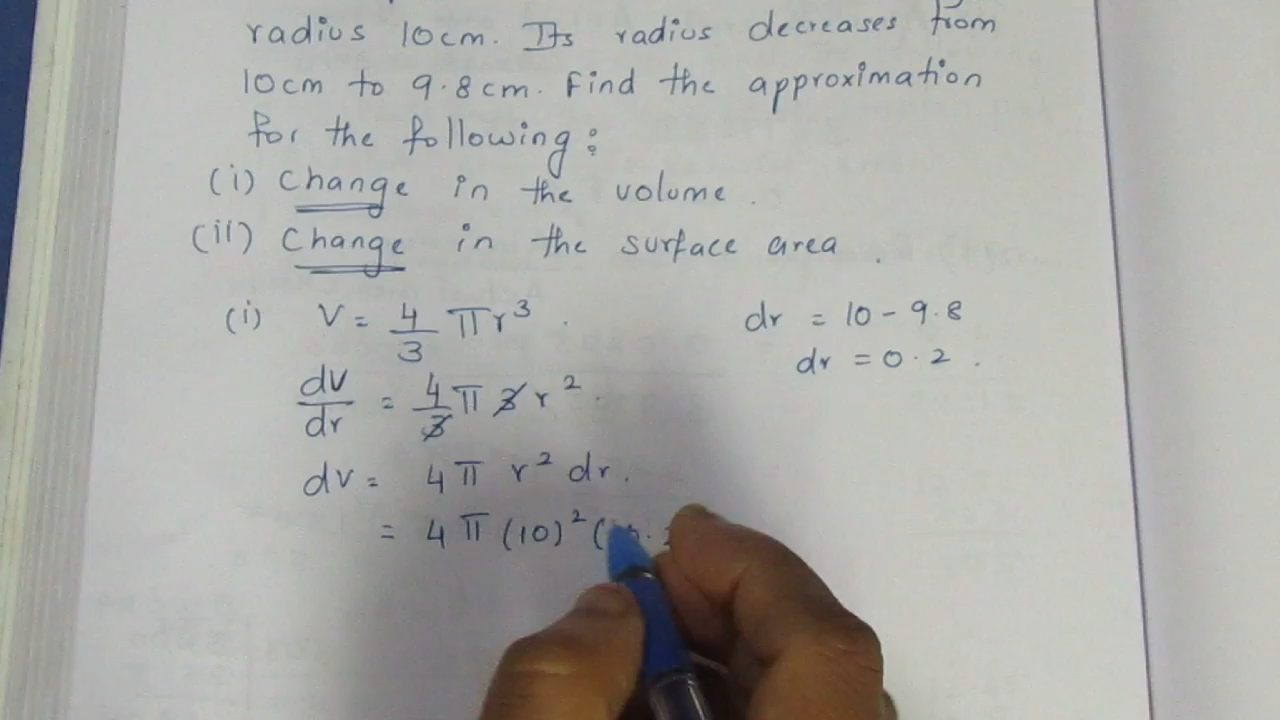 radius 10cm. Its radius decreases from
10cm to 9.8cm. Find the approximation
for the following:
(i) Change in the volume.
(ii) Change in the surface area.
(i) V = 4/3 πr³.
dr = 10 - 9.8
dr = 0.2.
dV/dr = 4/3 π 3 r².
dv = 4π r² dr.
= 4π (10)² (